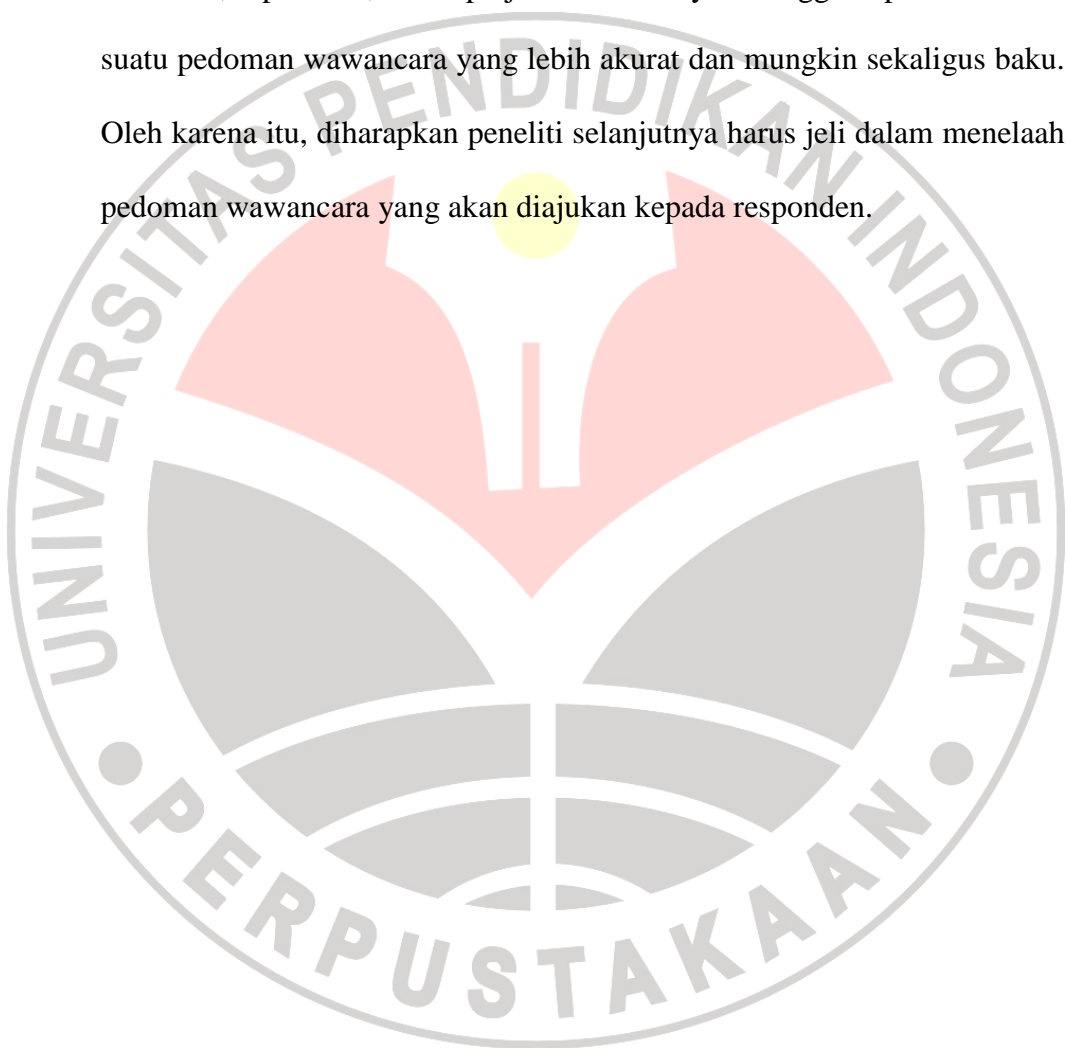 suatu pedoman wawancara yang lebih akurat dan mungkin sekaligus baku.
Oleh karena itu, diharapkan peneliti selanjutnya harus jeli dalam menelaah
pedoman wawancara yang akan diajukan kepada responden.
UNIVERSITAS PENDIDIKAN INDONESIA
PERPUSTAKAAN